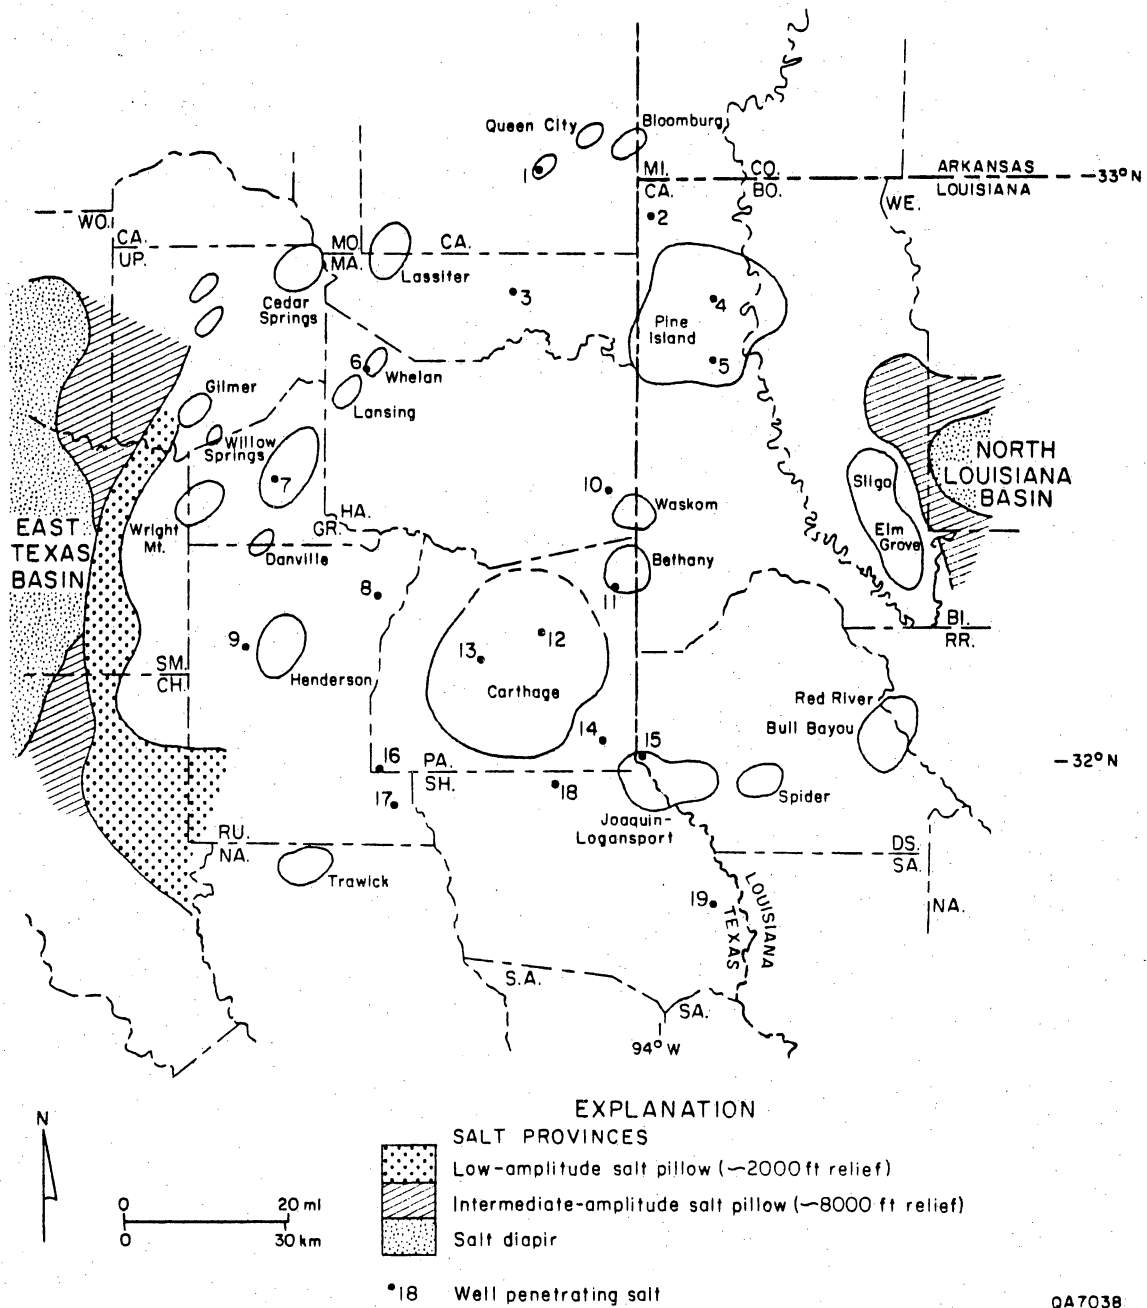 Queen City
Bloomburg
1
MI.
CO.
ARKANSAS
33°N
CA.
BO.
LOUISIANA
WE.
2
WO.
CA.
UP.
MO.
CA.
MA.
Lassiter
Cedar
Springs
3
4
Pine
Island
5
6
Whelan
Gilmer
Lansing
Willow
Springs
7
NORTH
LOUISIANA
BASIN
Sligo
Elm
Grove
10
Waskom
HA.
GR.
Wright
Mt.
EAST
TEXAS
BASIN
Danville
Bethany
8
11
BI.
RR.
9
12
13
SM.
CH.
Henderson
Carthage
Red River
Bull Bayou
14
15
16
PA.
SH.
32°N
17
18
Spider
Joaquin-
Logansport
RU.
NA.
DS.
SA.
Trawick
19
LOUISIANA
TEXAS
NA.
S.A.
SA.
94°W
EXPLANATION
N
SALT PROVINCES
Low-amplitude salt pillow (~2000 ft relief)
Intermediate-amplitude salt pillow (~8000 ft relief)
Salt diapir
0 20 mi
0 30 km
18 Well penetrating salt
QA7038